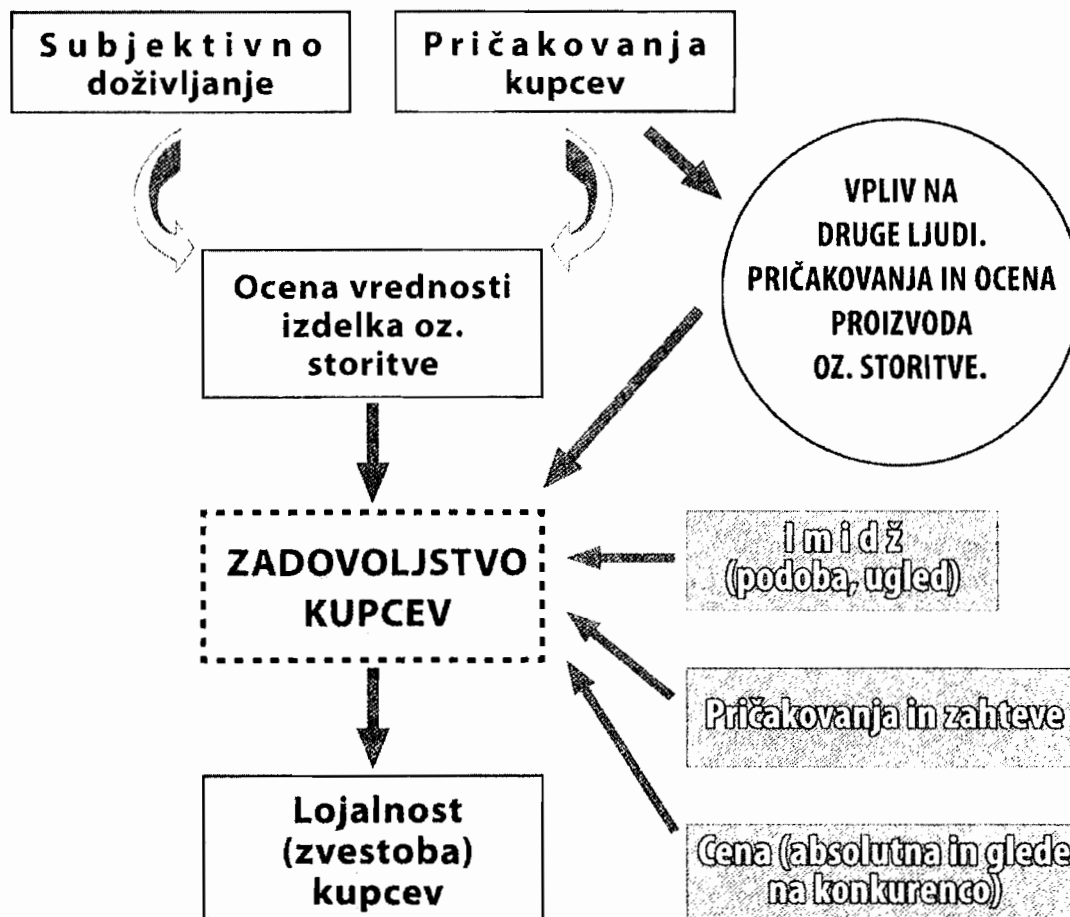 Subjektivno
doživljanje
Pričakovanja
kupcev
VPLIV NA
DRUGE LJUDI.
PRIČAKOVANJA IN OCENA
PROIZVODA
OZ. STORITVE.
Ocena vrednosti
izdelka oz.
storitve
ZADOVOLJSTVO
KUPCEV
Imidž
(podoba, ugled)
Pričakovanja in zahteve
Lojalnost
(zvestoba)
kupcev
Cena (absolutna in glede
na konkurenco)